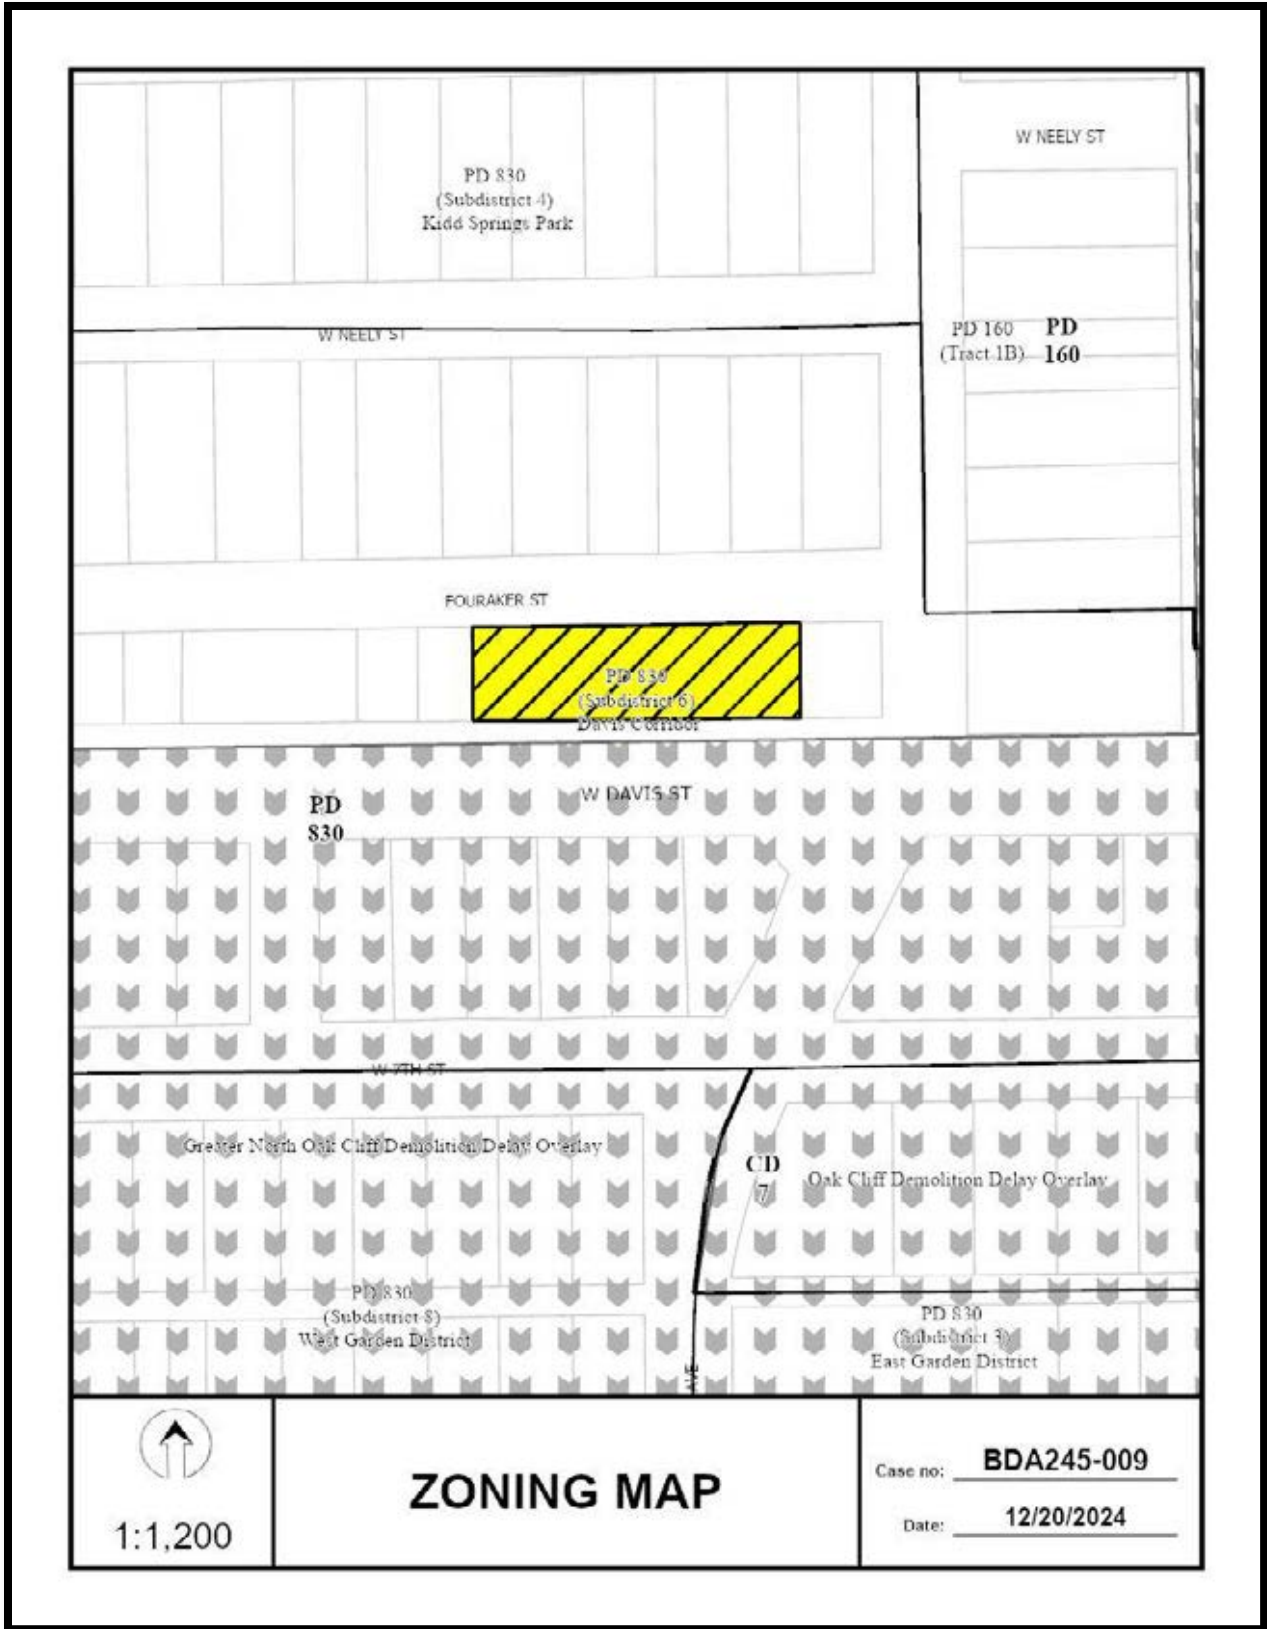 W NEELY ST
PD 830
(Subdistrict 4)
Kidd Springs Park
W NEELY ST
PD 160
(Tract 1B)
PD
160
FOURAKER ST
PD 830
(Subdistrict 6)
Davis Corridor
W DAVIS ST
PD
830
W 7TH ST
Greater North Oak Cliff Demolition Delay Overlay
CD
7
Oak Cliff Demolition Delay Overlay
PD 830
(Subdistrict 8)
West Garden District
PD 830
(Subdistrict 3)
East Garden District
AVE
1:1,200
ZONING MAP
Case no: BDA245-009
Date: 12/20/2024